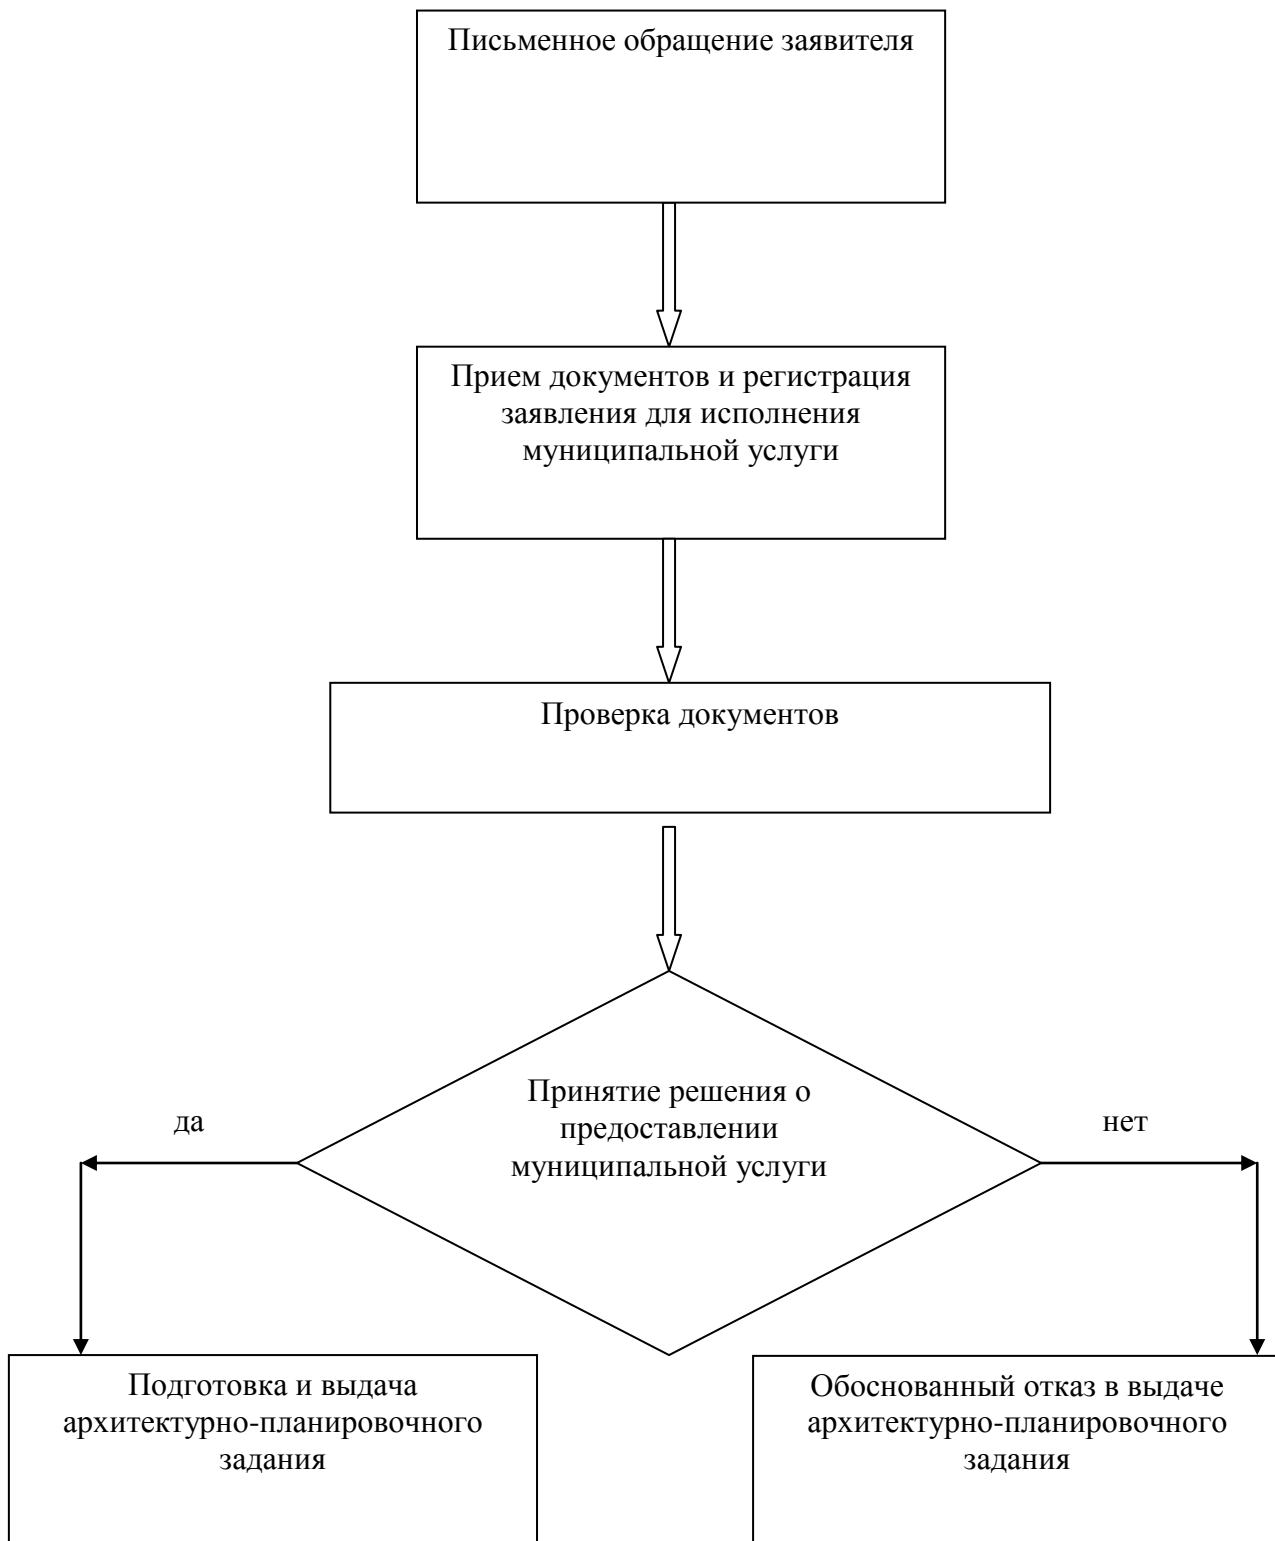 Письменное обращение заявителя
Прием документов и регистрация
заявления для исполнения
муниципальной услуги
Проверка документов
Принятие решения о
предоставлении
муниципальной услуги
да
нет
Подготовка и выдача
архитектурно-планировочного
задания
Обоснованный отказ в выдаче
архитектурно-планировочного
задания